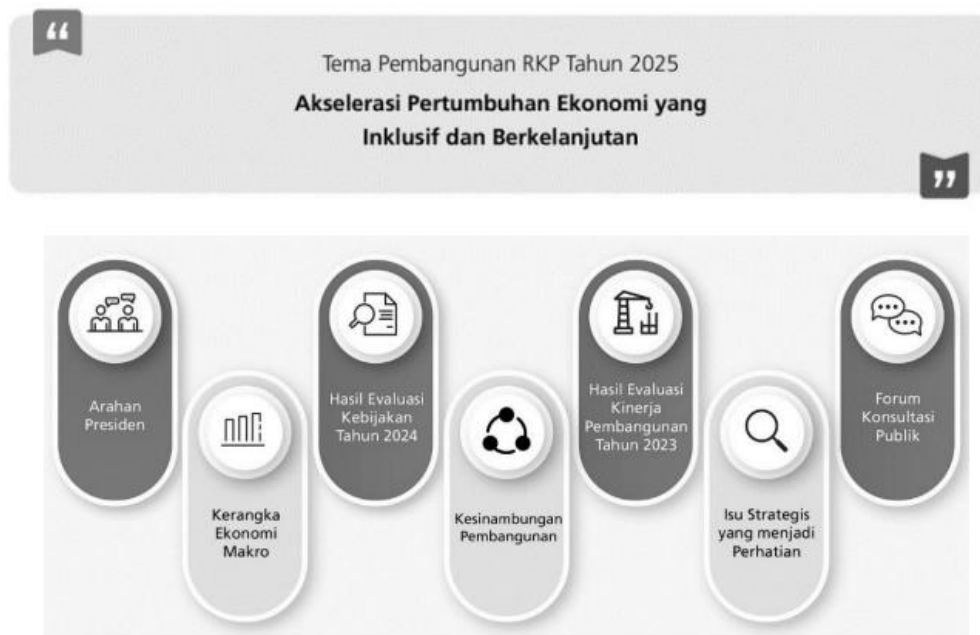 Tema Pembangunan RKP Tahun 2025
Akselerasi Pertumbuhan Ekonomi yang
Inklusif dan Berkelanjutan
Arahan
Presiden
Kerangka
Ekonomi
Makro
Hasil Evaluasi
Kebijakan
Tahun 2024
Kesinambungan
Pembangunan
Hasil Evaluasi
Kinerja
Pembangunan
Tahun 2023
Isu Strategis
yang menjadi
Perhatian
Forum
Konsultasi
Publik